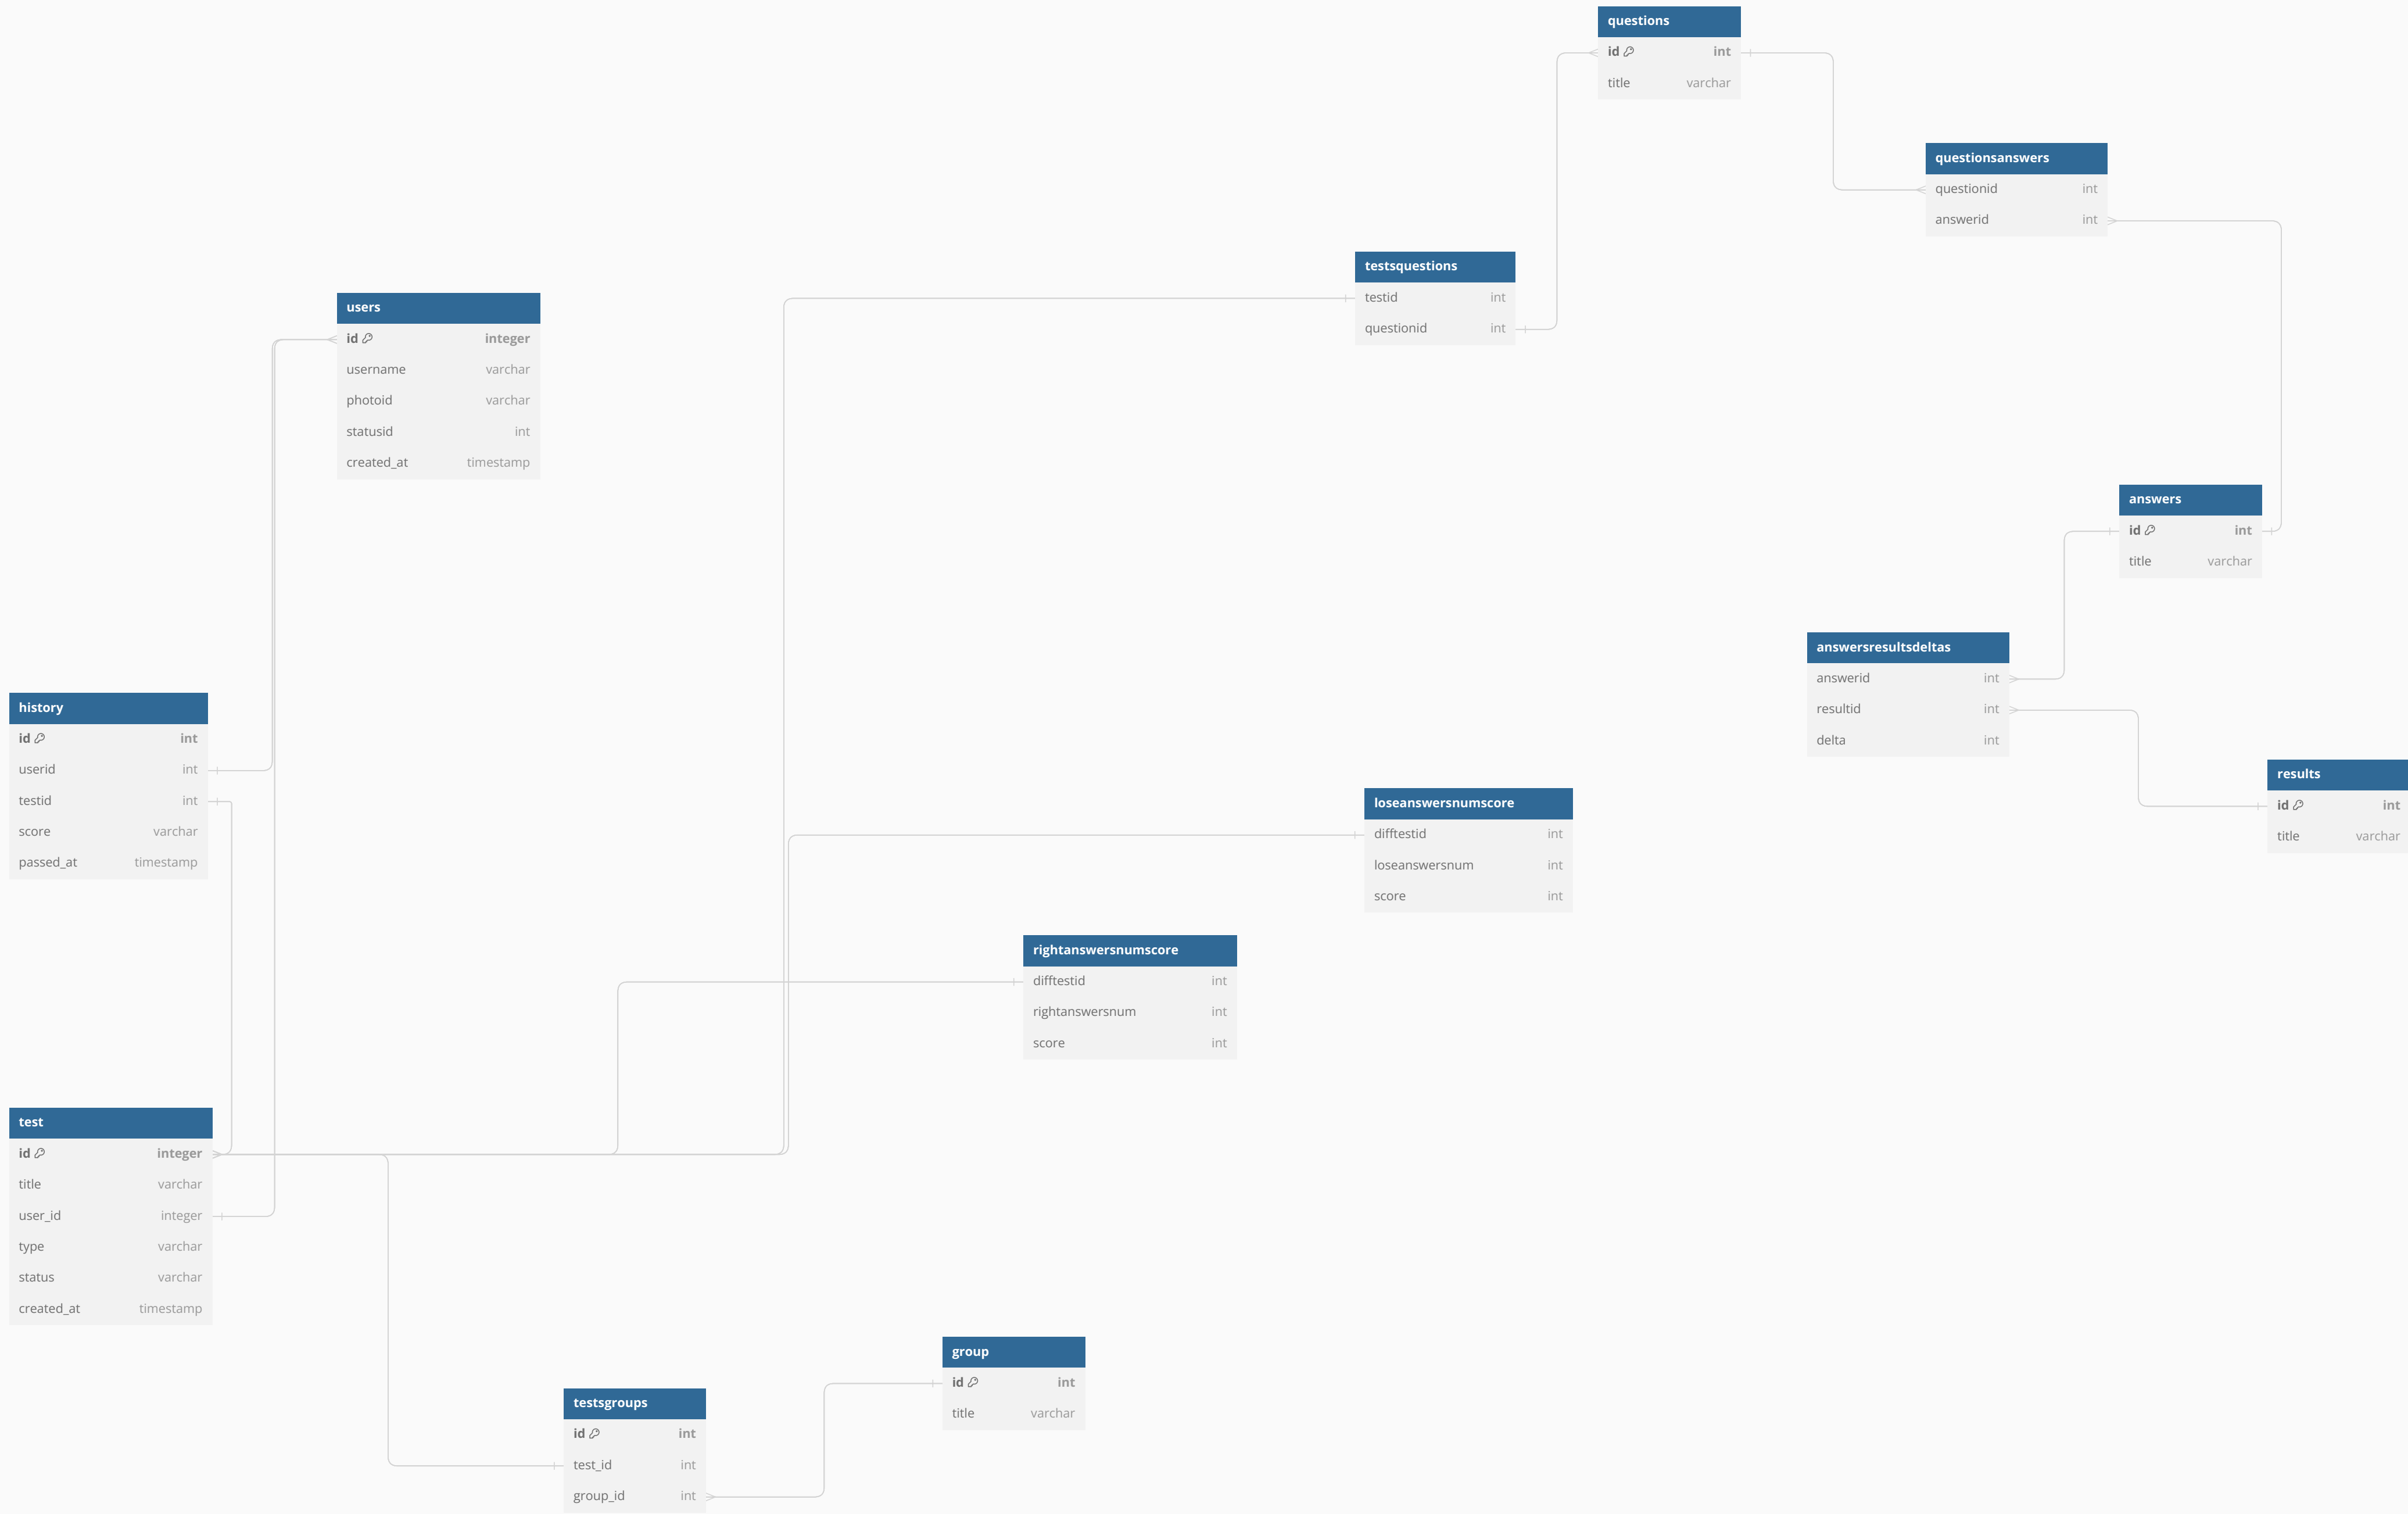 questions
id int
title varchar
questionsanswers
questionid int
answerid int
testsquestions
testid int
questionid int
users
id integer
username varchar
photoid varchar
statusid int
created_at timestamp
answers
id int
title varchar
answersresultsdeltas
answerid int
resultid int
delta int
history
id int
userid int
testid int
score varchar
passed_at timestamp
results
id int
title varchar
loseanswersnumscore
difftestid int
loseanswersnum int
score int
rightanswersnumscore
difftestid int
rightanswersnum int
score int
test
id integer
title varchar
user_id integer
type varchar
status varchar
created_at timestamp
group
id int
title varchar
testsgroups
id int
test_id int
group_id int